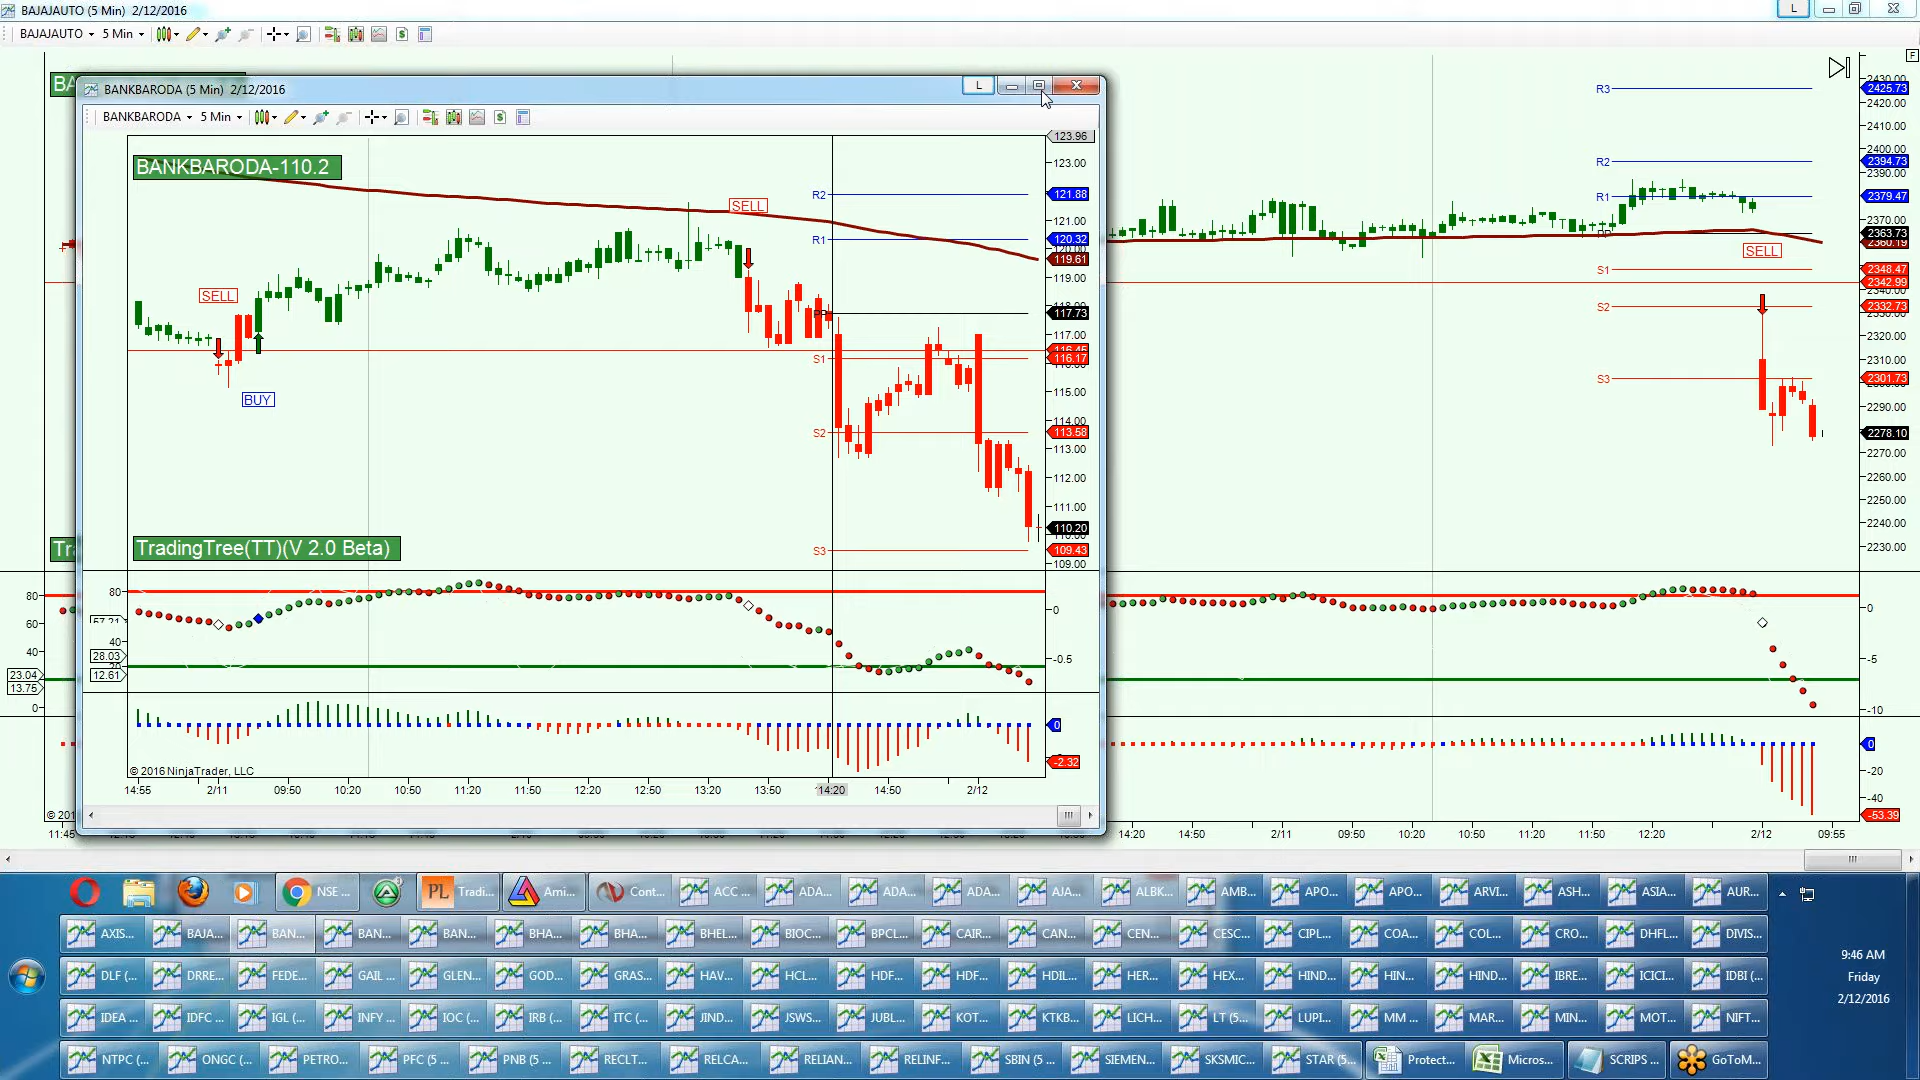 BAJAJAUTO (5 Min)  2/12/2016
L
BAJAJAUTO 5 Min
F
BANKBARODA (5 Min)  2/12/2016
L
BANKBARODA 5 Min
BANKBARODA-110.2
SELL
BUY
SELL
R2
R1
PP
S1
S2
S3
123.96
123.00
121.88
121.00
120.32
119.61
119.00
117.73
117.00
116.17
115.00
114.00
113.58
113.00
112.00
111.00
110.20
109.43
109.00
TradingTree(TT)(V 2.0 Beta)
80
67.21
40
28.03
12.61
0
-0.5
0
-2.32
© 2016 NinjaTrader, LLC
14:55 2/11 09:50 10:20 10:50 11:20 11:50 12:20 12:50 13:20 13:50 14:20 14:50 2/12
80
60
40
23.04
13.75
0
11:45
R3
R2
R1
S1
S2
S3
SELL
2430.00
2425.73
2420.00
2410.00
2400.00
2394.73
2390.00
2379.47
2370.00
2363.73
2360.19
2348.47
2342.99
2332.73
2320.00
2310.00
2301.73
2290.00
2278.10
2270.00
2260.00
2250.00
2240.00
2230.00
0
-5
-10
0
-20
-40
-53.39
14:20 14:50 2/11 09:50 10:20 10:50 11:20 11:50 12:20 2/12 09:55
NSE ... Tradi... Ami... Cont... ACC ... ADA... ADA... ADA... AJA... ALBK... AMB... APO... APO... ARVI... ASH... ASIA... AUR...
AXIS... BAJA... BAN... BAN... BAN... BHA... BHA... BHEL... BIOC... BPCL... CAIR... CAN... CEN... CESC... CIPL... COA... COL... CRO... DHFL... DIVIS...
DLF (... DRRE... FEDE... GAIL ... GLEN... GOD... GRAS... HAV... HCL... HDF... HDF... HDIL... HER... HEX... HIND... HIN... HIND... IBRE... ICICI... IDBI (...
IDEA ... IDFC ... IGL (... INFY ... IOC (... IRB (... ITC (... JIND... JSWS... JUBL... KOT... KTKB... LICH... LT (5... LUPI... MM ... MAR... MIN... MOT... NIFT...
NTPC (... ONGC (... PETRO... PFC (5 ... PNB (5 ... RECLT... RELCA... RELIAN... RELINF... SBIN (5 ... SIEMEN... SKSMIC... STAR (5... Protect... Micros... SCRIPS ... GoToM...
9:46 AM
Friday
2/12/2016